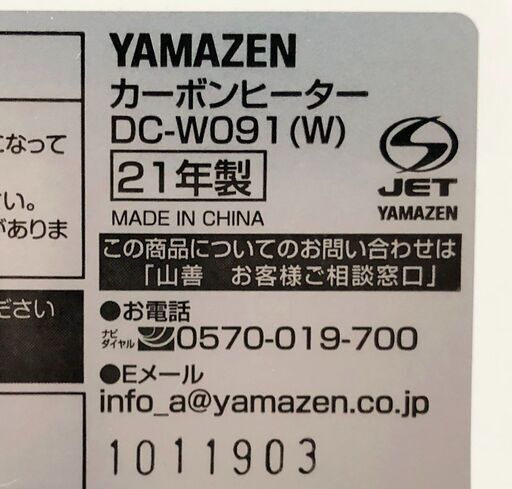 になって
さい。
がありま
ださい
YAMAZEN
カーボンヒーター
DC-W091(W)
21年製
MADE IN CHINA
S
JET
YAMAZEN
この商品についてのお問い合わせは
「山善 お客様ご相談窓口」
●お電話
ナビダイヤル 0570-019-700
●Eメール
info_a@yamazen.co.jp
1011903